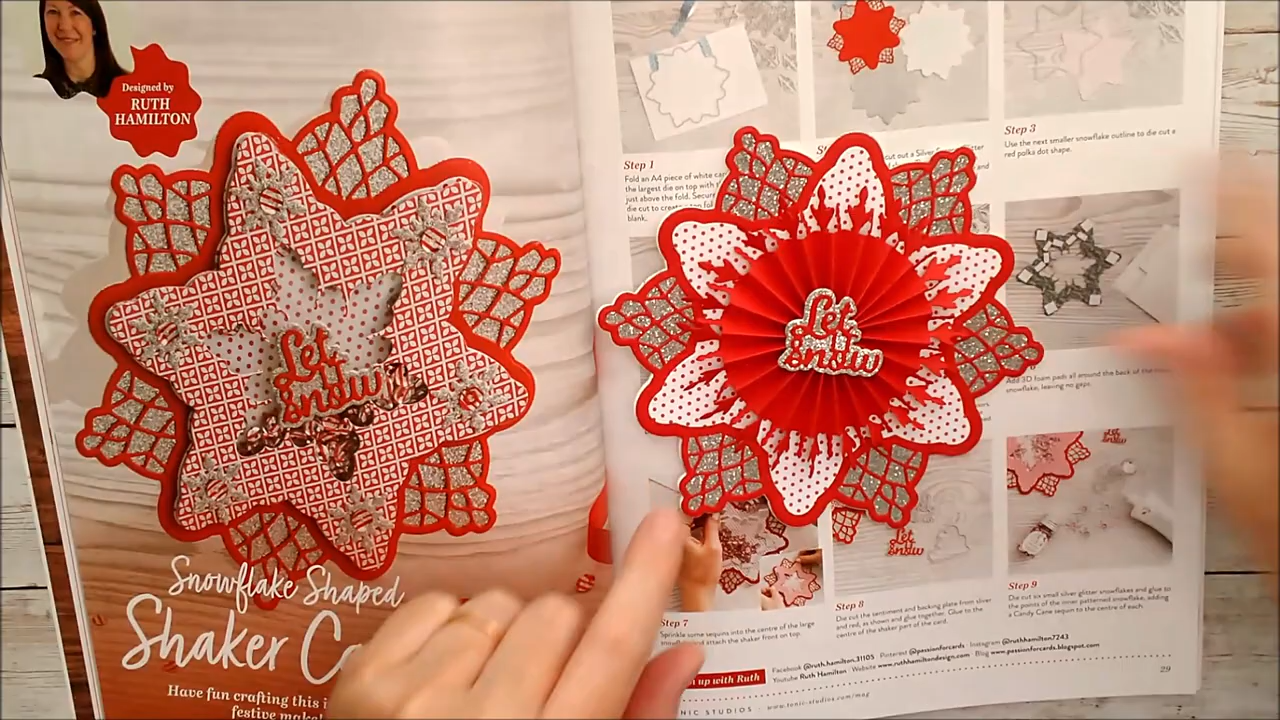 Designed by
RUTH
HAMILTON
Let
it
snow
Snowflake Shaped
Shaker
Have fun crafting this
festive make!
Step 1
Fold an A4 piece of white
the largest die on top with
just above the fold.
die cut to
blank.
cut out a Silver
Step 3
Use the next smaller snowflake outline to die cut a
red polka dot shape.
Let
it
snow
Add 3D foam pads all around the back of the
snowflake, leaving no gaps.
Step 7
Sprinkle some sequins into the centre of the large
attach the shaker front on top.
Let
it
snow
Step 8
Die cut the sentiment and backing plate from silver
and red, as shown and glue together. Glue to the
centre of the shaker part of the card.
Step 9
Die cut six small silver glitter snowflakes and glue to
the points of the inner patterned snowflake, adding
a Candy Cane sequin to the centre of each.
up with Ruth
Facebook @ruth.hamilton.31105 · Pinterest @passionforcards · Instagram @ruthhamilton7243
Youtube Ruth Hamilton · Website www.ruthhamiltondesign.com · Blog www.passionforcards.blogspot.com
STUDIOS · www.tonic-studios.com/mag
29